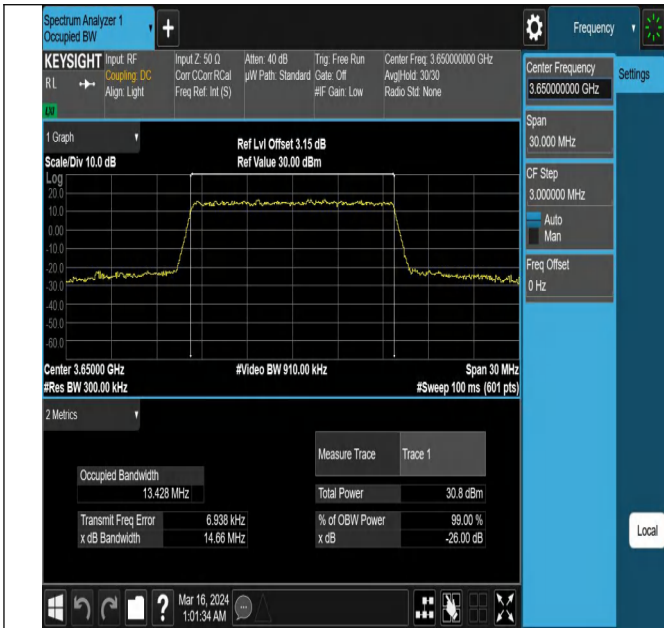 Spectrum Analyzer 1
Occupied BW
Frequency
KEYSIGHT
RL
LXI
Input: RF
Coupling: DC
Align: Light
Input Z: 50 Ω
Corr CCorr RCal
Freq Ref: Int (S)
Atten: 40 dB
µW Path: Standard
Trig: Free Run
Gate: Off
#IF Gain: Low
Center Freq: 3.650000000 GHz
Avg|Hold: 30/30
Radio Std: None
Center Frequency
3.650000000 GHz
Settings
Span
30.000 MHz
CF Step
3.000000 MHz
Auto
Man
Freq Offset
0 Hz
Local
1 Graph
Scale/Div 10.0 dB
Ref Lvl Offset 3.15 dB
Ref Value 30.00 dBm
Log
20.0
10.0
0.00
-10.0
-20.0
-30.0
-40.0
-50.0
-60.0
Center 3.65000 GHz
#Res BW 300.00 kHz
#Video BW 910.00 kHz
Span 30 MHz
#Sweep 100 ms (601 pts)
2 Metrics
Occupied Bandwidth
13.428 MHz
Transmit Freq Error 6.938 kHz
x dB Bandwidth 14.66 MHz
Measure Trace Trace 1
Total Power 30.8 dBm
% of OBW Power 99.00 %
x dB -26.00 dB
?
Mar 16, 2024
1:01:34 AM